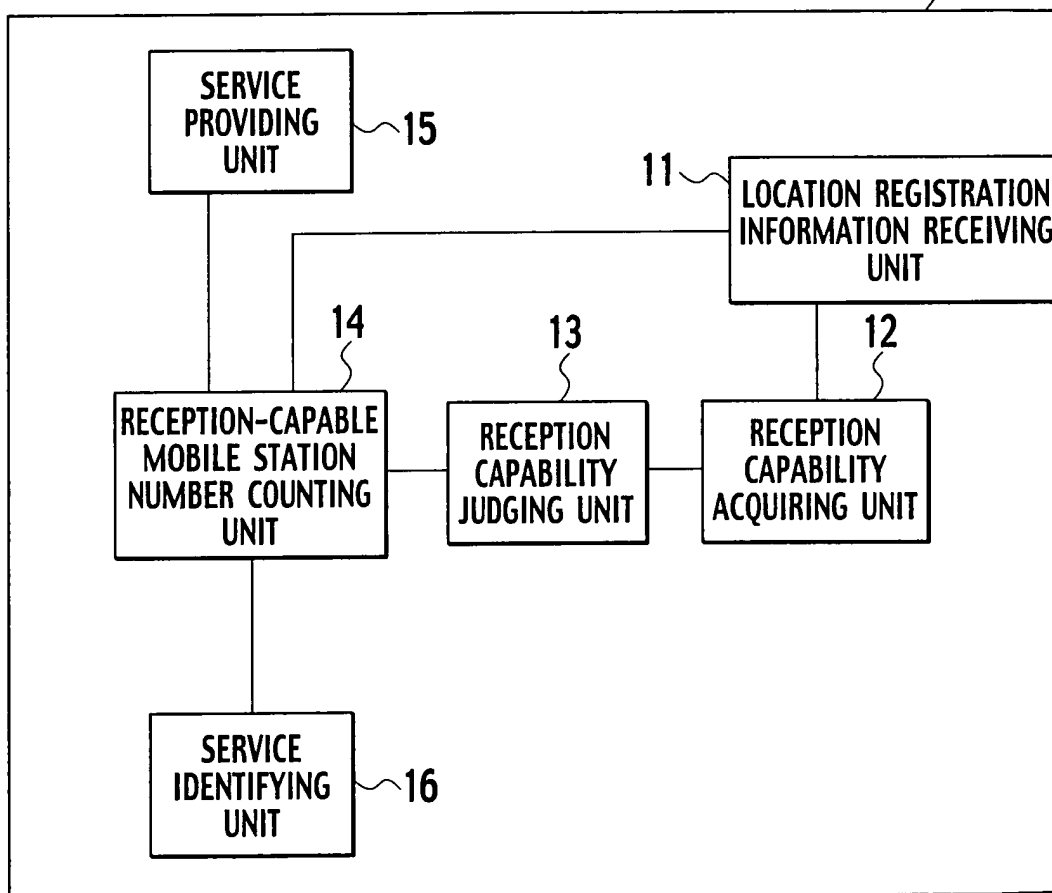 SERVICE
PROVIDING
UNIT
15
11
LOCATION REGISTRATION
INFORMATION RECEIVING
UNIT
14
13
12
RECEPTION-CAPABLE
MOBILE STATION
NUMBER COUNTING
UNIT
RECEPTION
CAPABILITY
JUDGING UNIT
RECEPTION
CAPABILITY
ACQUIRING UNIT
SERVICE
IDENTIFYING
UNIT
16